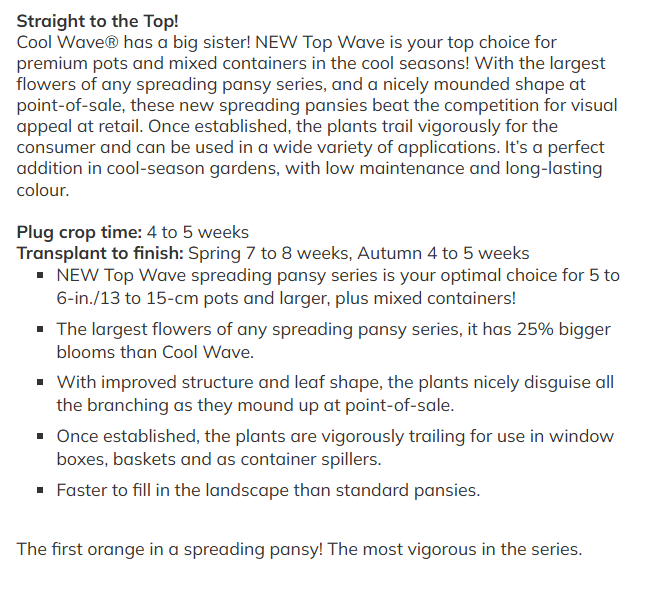 Straight to the Top!
Cool Wave® has a big sister! NEW Top Wave is your top choice for
premium pots and mixed containers in the cool seasons! With the largest
flowers of any spreading pansy series, and a nicely mounded shape at
point-of-sale, these new spreading pansies beat the competition for visual
appeal at retail. Once established, the plants trail vigorously for the
consumer and can be used in a wide variety of applications. It's a perfect
addition in cool-season gardens, with low maintenance and long-lasting
colour.
Plug crop time: 4 to 5 weeks
Transplant to finish: Spring 7 to 8 weeks, Autumn 4 to 5 weeks
▪ NEW Top Wave spreading pansy series is your optimal choice for 5 to
6-in./13 to 15-cm pots and larger, plus mixed containers!
▪ The largest flowers of any spreading pansy series, it has 25% bigger
blooms than Cool Wave.
▪ With improved structure and leaf shape, the plants nicely disguise all
the branching as they mound up at point-of-sale.
▪ Once established, the plants are vigorously trailing for use in window
boxes, baskets and as container spillers.
▪ Faster to fill in the landscape than standard pansies.
The first orange in a spreading pansy! The most vigorous in the series.